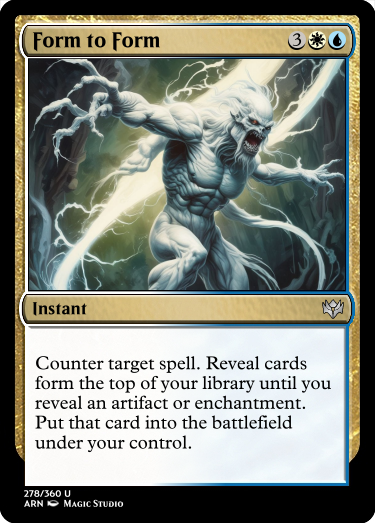 Form to Form 3
Instant
Counter target spell. Reveal cards
form the top of your library until you
reveal an artifact or enchantment.
Put that card into the battlefield
under your control.
278/360 U
ARN Magic Studio